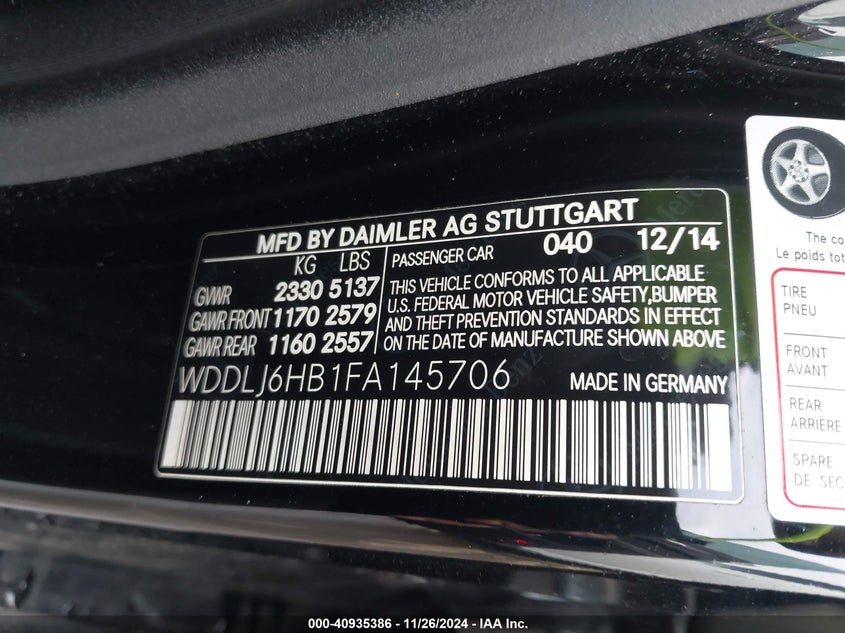 MFD BY DAIMLER AG STUTTGART
KG LBS
GVWR 2330 5137
GAWR FRONT 1170 2579
GAWR REAR 1160 2557
PASSENGER CAR 040 12/14
THIS VEHICLE CONFORMS TO ALL APPLICABLE
U.S. FEDERAL MOTOR VEHICLE SAFETY, BUMPER
AND THEFT PREVENTION STANDARDS IN EFFECT
ON THE DATE OF MANUFACTURE SHOWN ABOVE
WDDLJ6HB1FA145706 MADE IN GERMANY
The co
Le poids tot
TIRE
PNEU
FRONT
AVANT
REAR
ARRIÈRE
SPARE
DE SEC
000-40935386 - 11/26/2024 - IAA Inc.